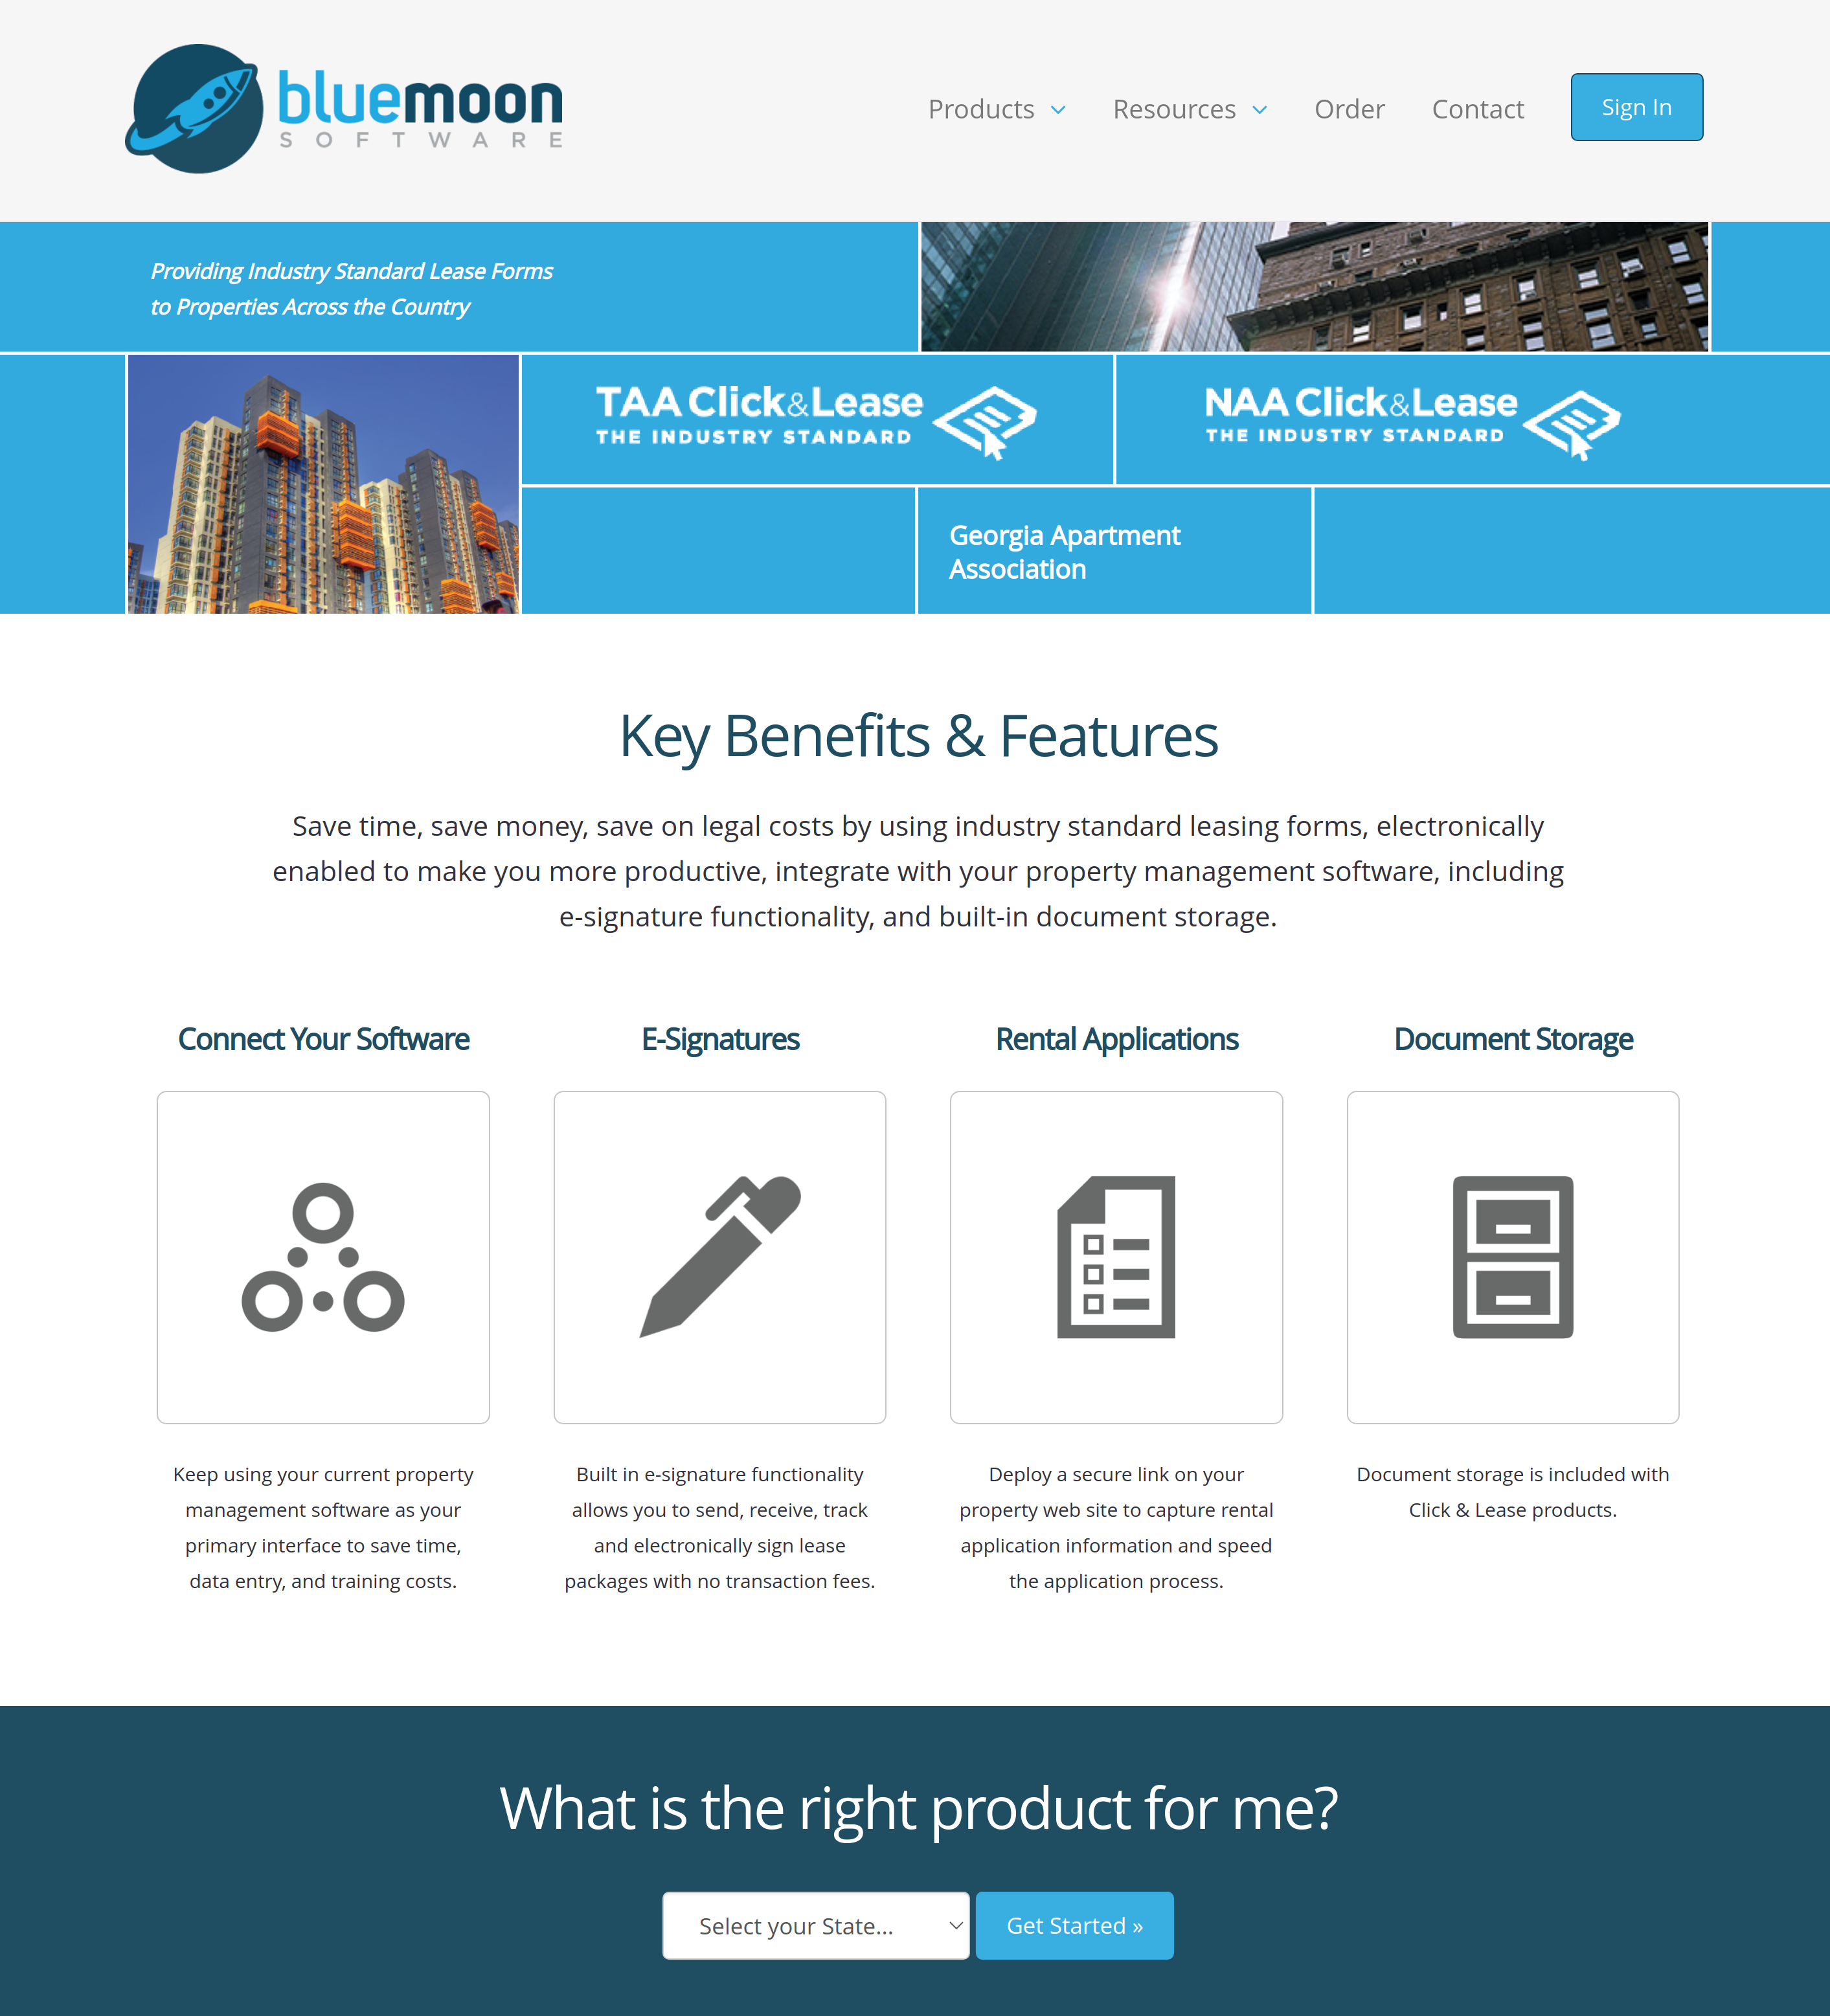 bluemoon
SOFTWARE
Products
Resources
Order
Contact
Sign In
Providing Industry Standard Lease Forms
to Properties Across the Country
TAA Click&Lease
THE INDUSTRY STANDARD
NAA Click&Lease
THE INDUSTRY STANDARD
Georgia Apartment
Association
Key Benefits & Features
Save time, save money, save on legal costs by using industry standard leasing forms, electronically
enabled to make you more productive, integrate with your property management software, including
e-signature functionality, and built-in document storage.
Connect Your Software
Keep using your current property
management software as your
primary interface to save time,
data entry, and training costs.
E-Signatures
Built in e-signature functionality
allows you to send, receive, track
and electronically sign lease
packages with no transaction fees.
Rental Applications
Deploy a secure link on your
property web site to capture rental
application information and speed
the application process.
Document Storage
Document storage is included with
Click & Lease products.
What is the right product for me?
Select your State...
Get Started »